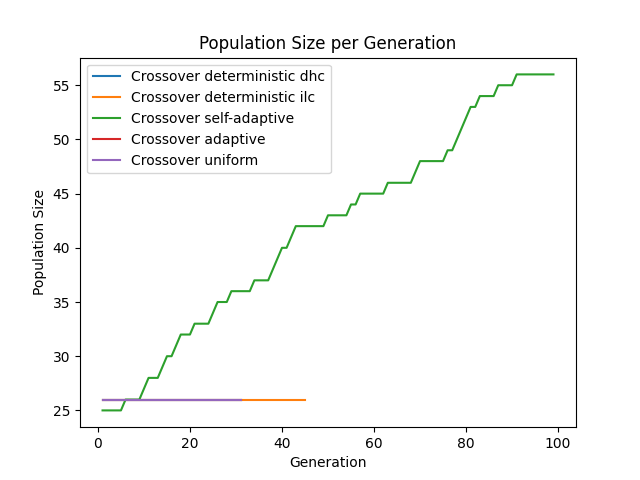 Population Size per Generation
Crossover deterministic dhc
Crossover deterministic ilc
Crossover self-adaptive
Crossover adaptive
Crossover uniform
Population Size
55
50
45
40
35
30
25
0 20 40 60 80 100
Generation